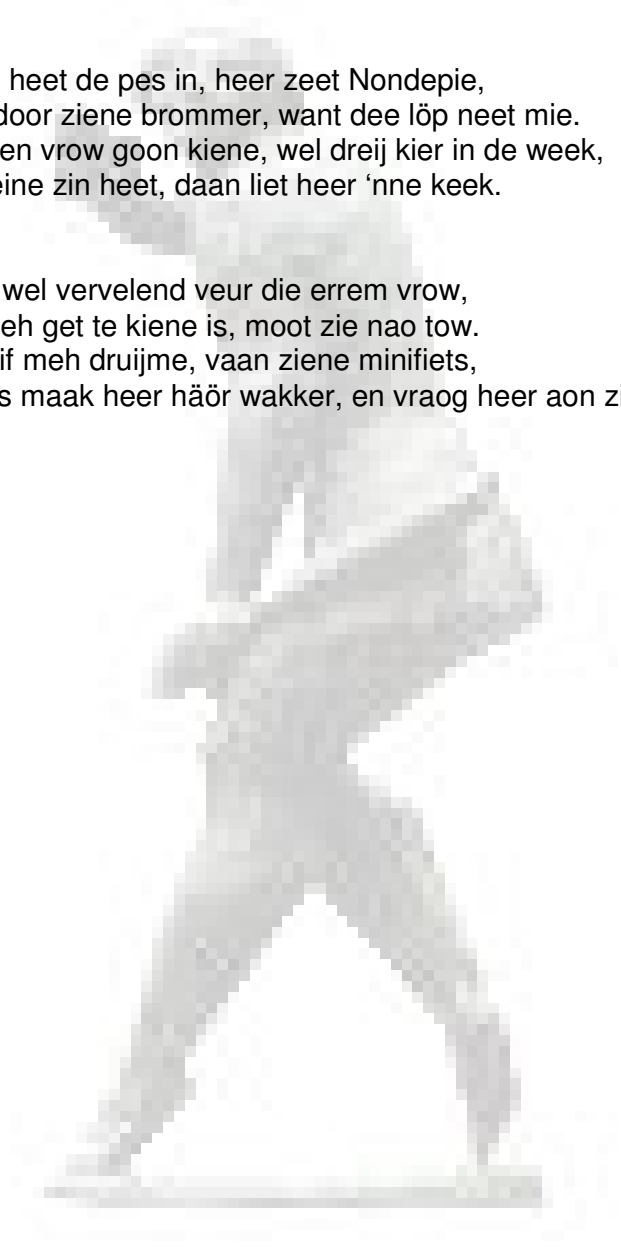 heet de pes in, heer zeet Nondepie,
door ziene brommer, want dee löp neet mie.
en vrow goon kiene, wel dreij kier in de week,
eine zin heet, daan liet heer ‘nne keek.
wel vervelend veur die errem vrow,
eh get te kiene is, moot zie nao tow.
if meh druijme, vaan ziene minifiets,
s maak heer häör wakker, en vraog heer aon zi